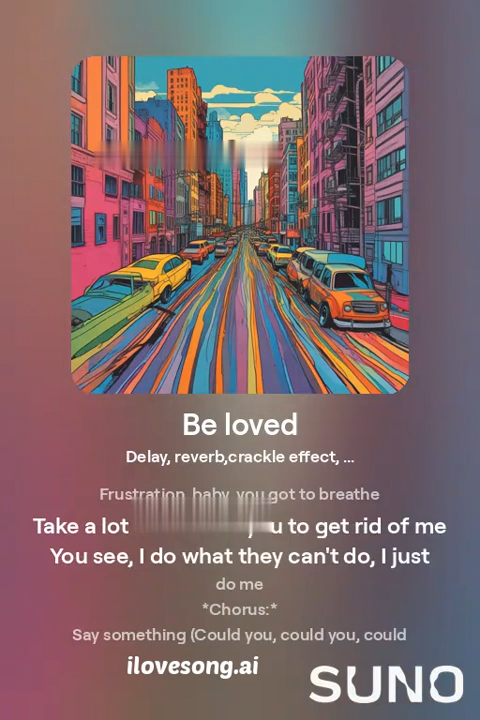 Be loved
Delay, reverb,crackle effect, ...
Frustration, baby, you got to breathe
Take a lot to get rid of me
You see, I do what they can't do, I just
do me
*Chorus:*
Say something (Could you, could you, could
ilovesong.ai
SUNO